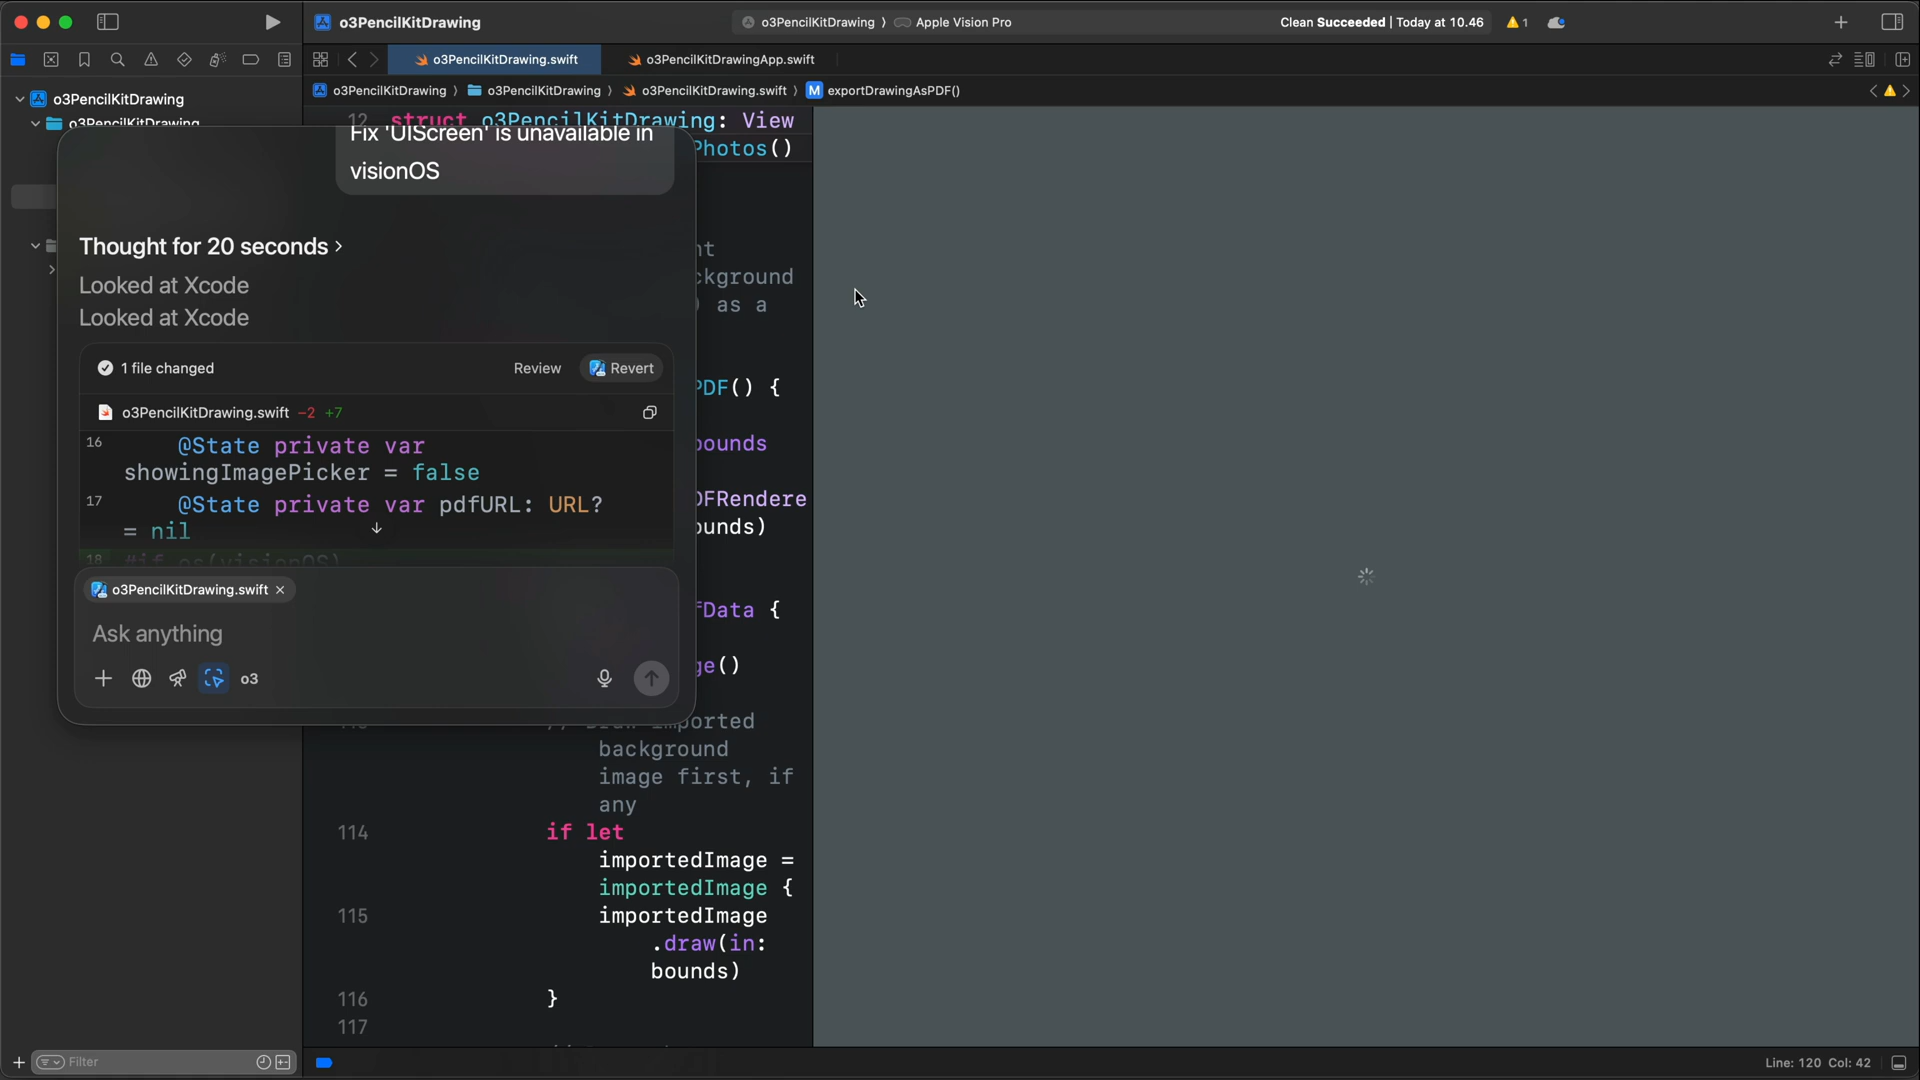 o3PencilKitDrawing
o3PencilKitDrawing 〉 Apple Vision Pro
Clean Succeeded | Today at 10.46
1
o3PencilKitDrawing.swift
o3PencilKitDrawingApp.swift
o3PencilKitDrawing
o3PencilKitDrawing 〉 o3PencilKitDrawing 〉 o3PencilKitDrawing.swift 〉 M exportDrawingAsPDF()
o3PencilKitDrawing
12 struct o3PencilKitDrawing: View
Photos()
Fix 'UIScreen' is unavailable in
visionOS
Thought for 20 seconds ›
Looked at Xcode
Looked at Xcode
1 file changed
Review
Revert
o3PencilKitDrawing.swift −2 +7
16 @State private var
showingImagePicker = false
17 @State private var pdfURL: URL?
= nil
18 #if os(visionOS)
o3PencilKitDrawing.swift ×
Ask anything
o3
nt
ckground
) as a
PDF() {
bounds
DFRendere
ounds)
fData {
ge()
// Draw imported
background
image first, if
any
114 if let
importedImage =
importedImage {
115 importedImage
.draw(in:
bounds)
116 }
117
Filter
Line: 120 Col: 42